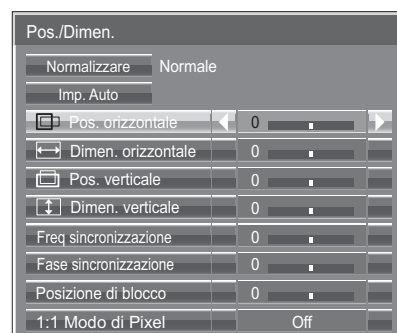 Pos./Dimen.
Normalizzare Normale
Imp. Auto
Pos. orizzontale 0
Dimen. orizzontale 0
Pos. verticale 0
Dimen. verticale 0
Freq sincronizzazione 0
Fase sincronizzazione 0
Posizione di blocco 0
1:1 Modo di Pixel Off